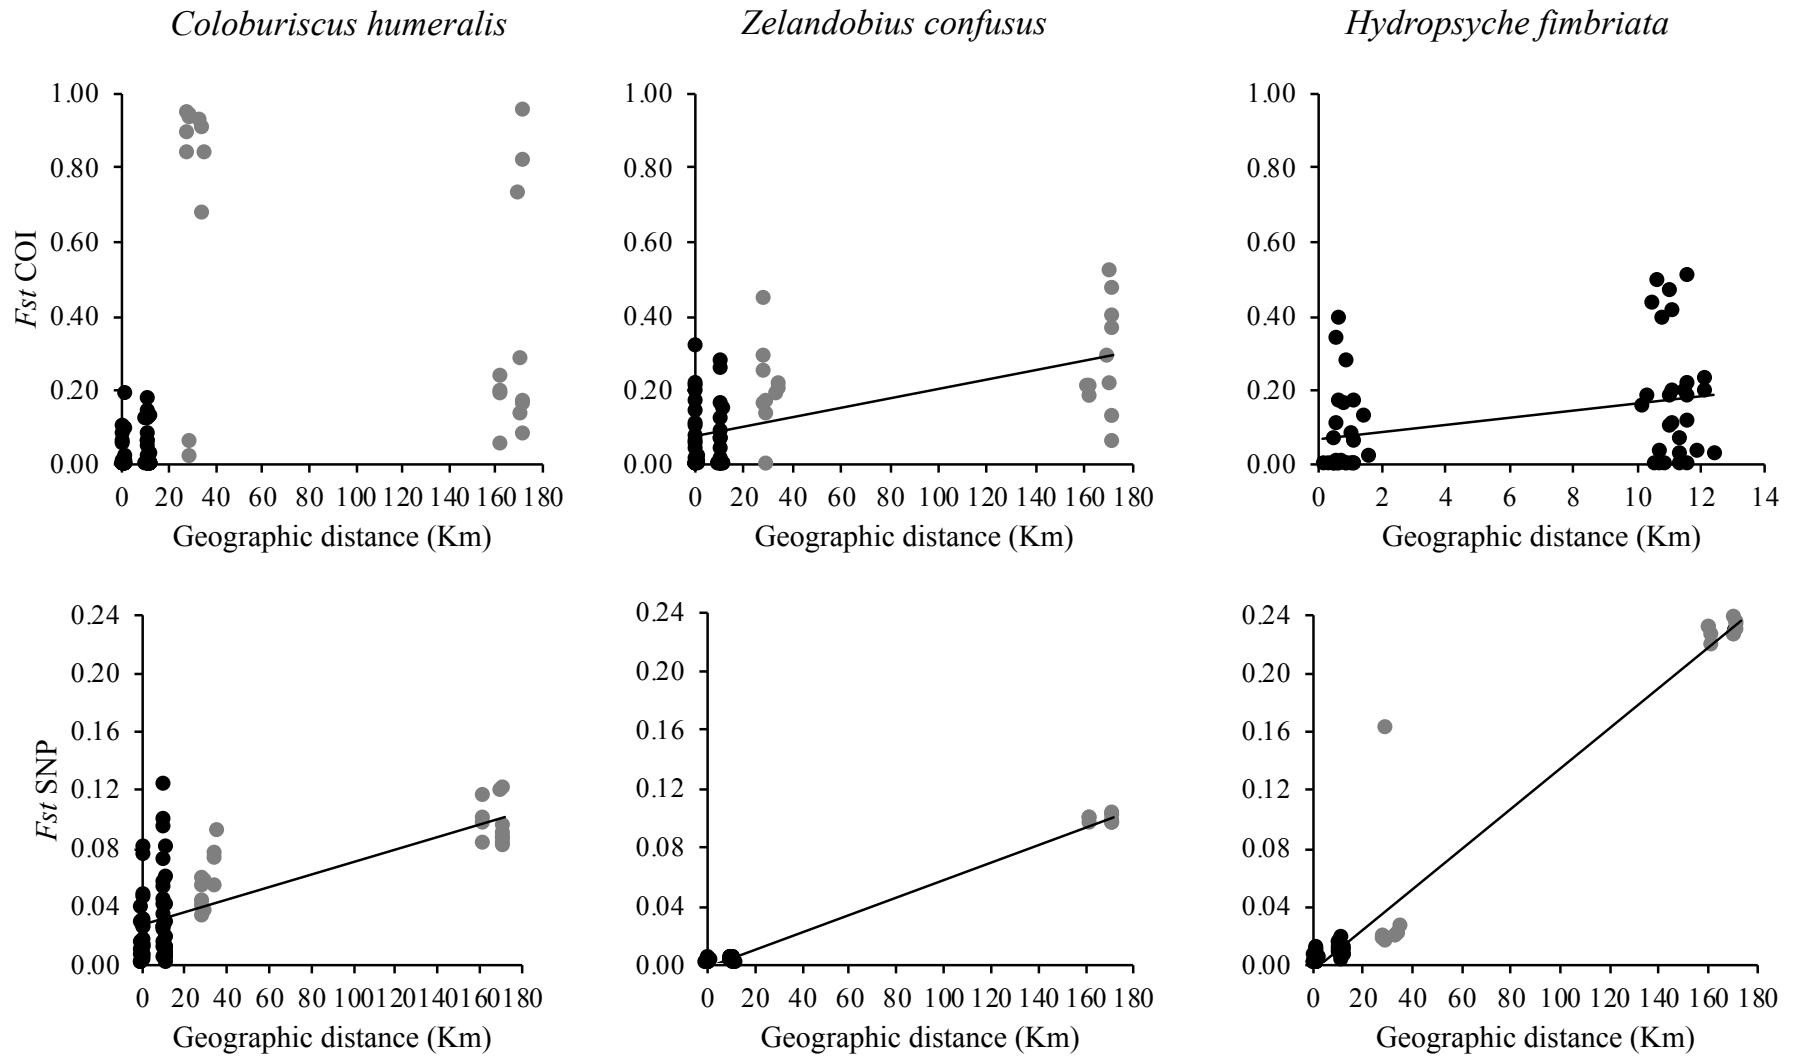 Coloburiscus humeralis Zelandobius confusus Hydropsyche fimbriata
Fst COI
1.00
0.80
0.60
0.40
0.20
0.00
0 20 40 60 80 100 120 140 160 180
Geographic distance (Km)
1.00
0.80
0.60
0.40
0.20
0.00
0 20 40 60 80 100 120 140 160 180
Geographic distance (Km)
1.00
0.80
0.60
0.40
0.20
0.00
0 2 4 6 8 10 12 14
Geographic distance (Km)
Fst SNP
0.24
0.20
0.16
0.12
0.08
0.04
0.00
0 20 40 60 80 100 120 140 160 180
Geographic distance (Km)
0.24
0.20
0.16
0.12
0.08
0.04
0.00
0 20 40 60 80 100 120 140 160 180
Geographic distance (Km)
0.24
0.20
0.16
0.12
0.08
0.04
0.00
0 20 40 60 80 100 120 140 160 180
Geographic distance (Km)